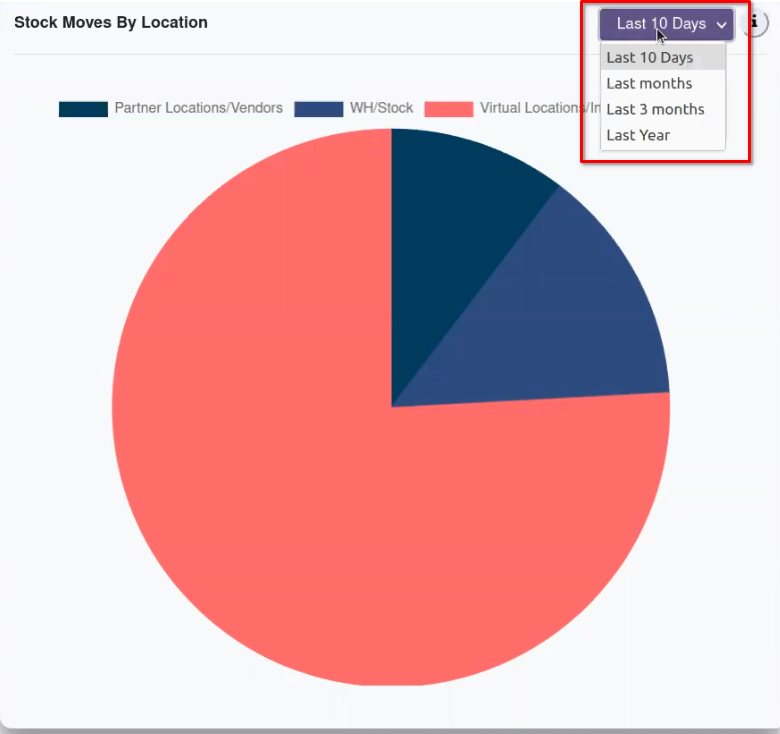 Stock Moves By Location
Last 10 Days
Last 10 Days
Last months
Last 3 months
Last Year
Partner Locations/Vendors
WH/Stock
Virtual Locations/In